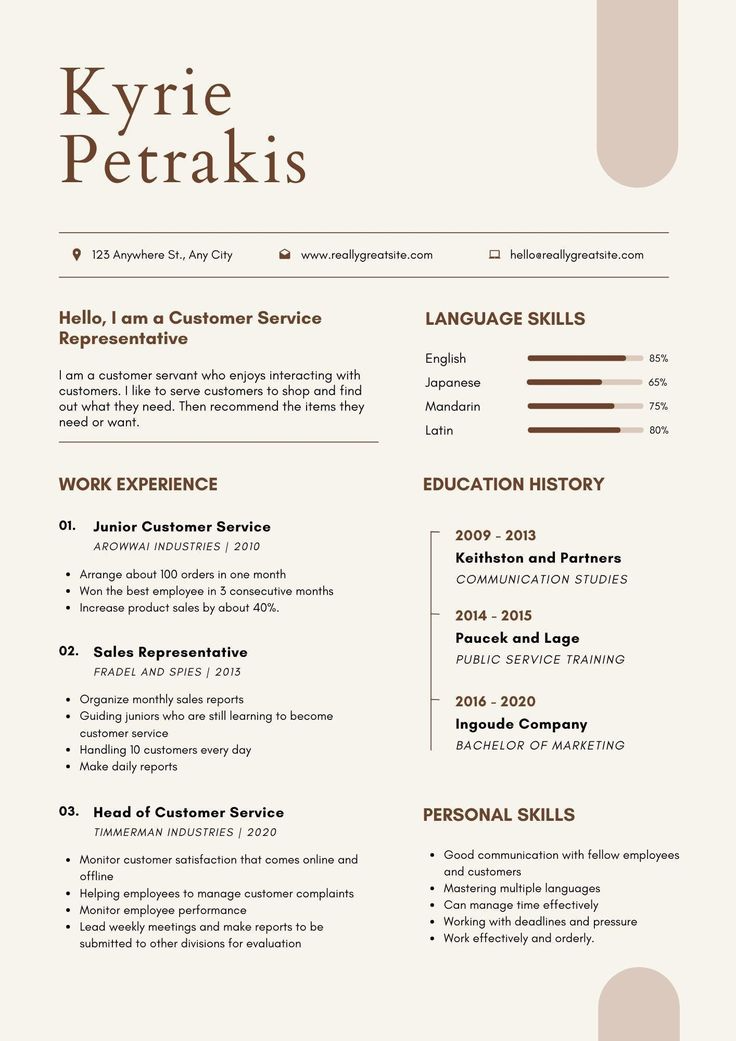 Kyrie
Petrakis
123 Anywhere St., Any City
www.reallygreatsite.com
hello@reallygreatsite.com
Hello, I am a Customer Service
Representative
I am a customer servant who enjoys interacting with
customers. I like to serve customers to shop and find
out what they need. Then recommend the items they
need or want.
LANGUAGE SKILLS
English 85%
Japanese 65%
Mandarin 75%
Latin 80%
WORK EXPERIENCE
01. Junior Customer Service
AROWWAI INDUSTRIES | 2010
• Arrange about 100 orders in one month
• Won the best employee in 3 consecutive months
• Increase product sales by about 40%.
02. Sales Representative
FRADEL AND SPIES | 2013
• Organize monthly sales reports
• Guiding juniors who are still learning to become
customer service
• Handling 10 customers every day
• Make daily reports
03. Head of Customer Service
TIMMERMAN INDUSTRIES | 2020
• Monitor customer satisfaction that comes online and
offline
• Helping employees to manage customer complaints
• Monitor employee performance
• Lead weekly meetings and make reports to be
submitted to other divisions for evaluation
EDUCATION HISTORY
2009 - 2013
Keithston and Partners
COMMUNICATION STUDIES
2014 - 2015
Paucek and Lage
PUBLIC SERVICE TRAINING
2016 - 2020
Ingoude Company
BACHELOR OF MARKETING
PERSONAL SKILLS
• Good communication with fellow employees
and customers
• Mastering multiple languages
• Can manage time effectively
• Working with deadlines and pressure
• Work effectively and orderly.